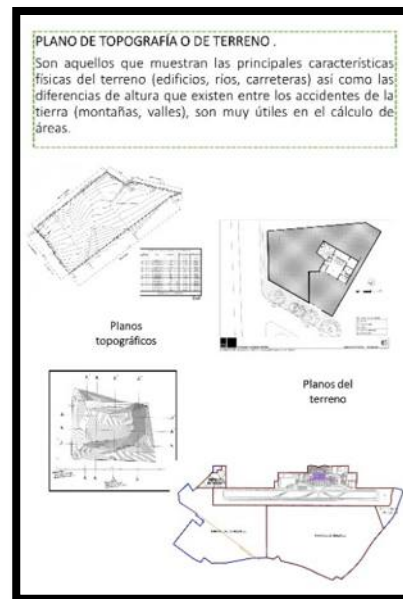 PLANO DE TOPOGRAFÍA O DE TERRENO .
Son aquellos que muestran las principales características
físicas del terreno (edificios, ríos, carreteras) así como las
diferencias de altura que existen entre los accidentes de la
tierra (montañas, valles), son muy útiles en el cálculo de
áreas.
Planos
topográficos
Planos del
terreno